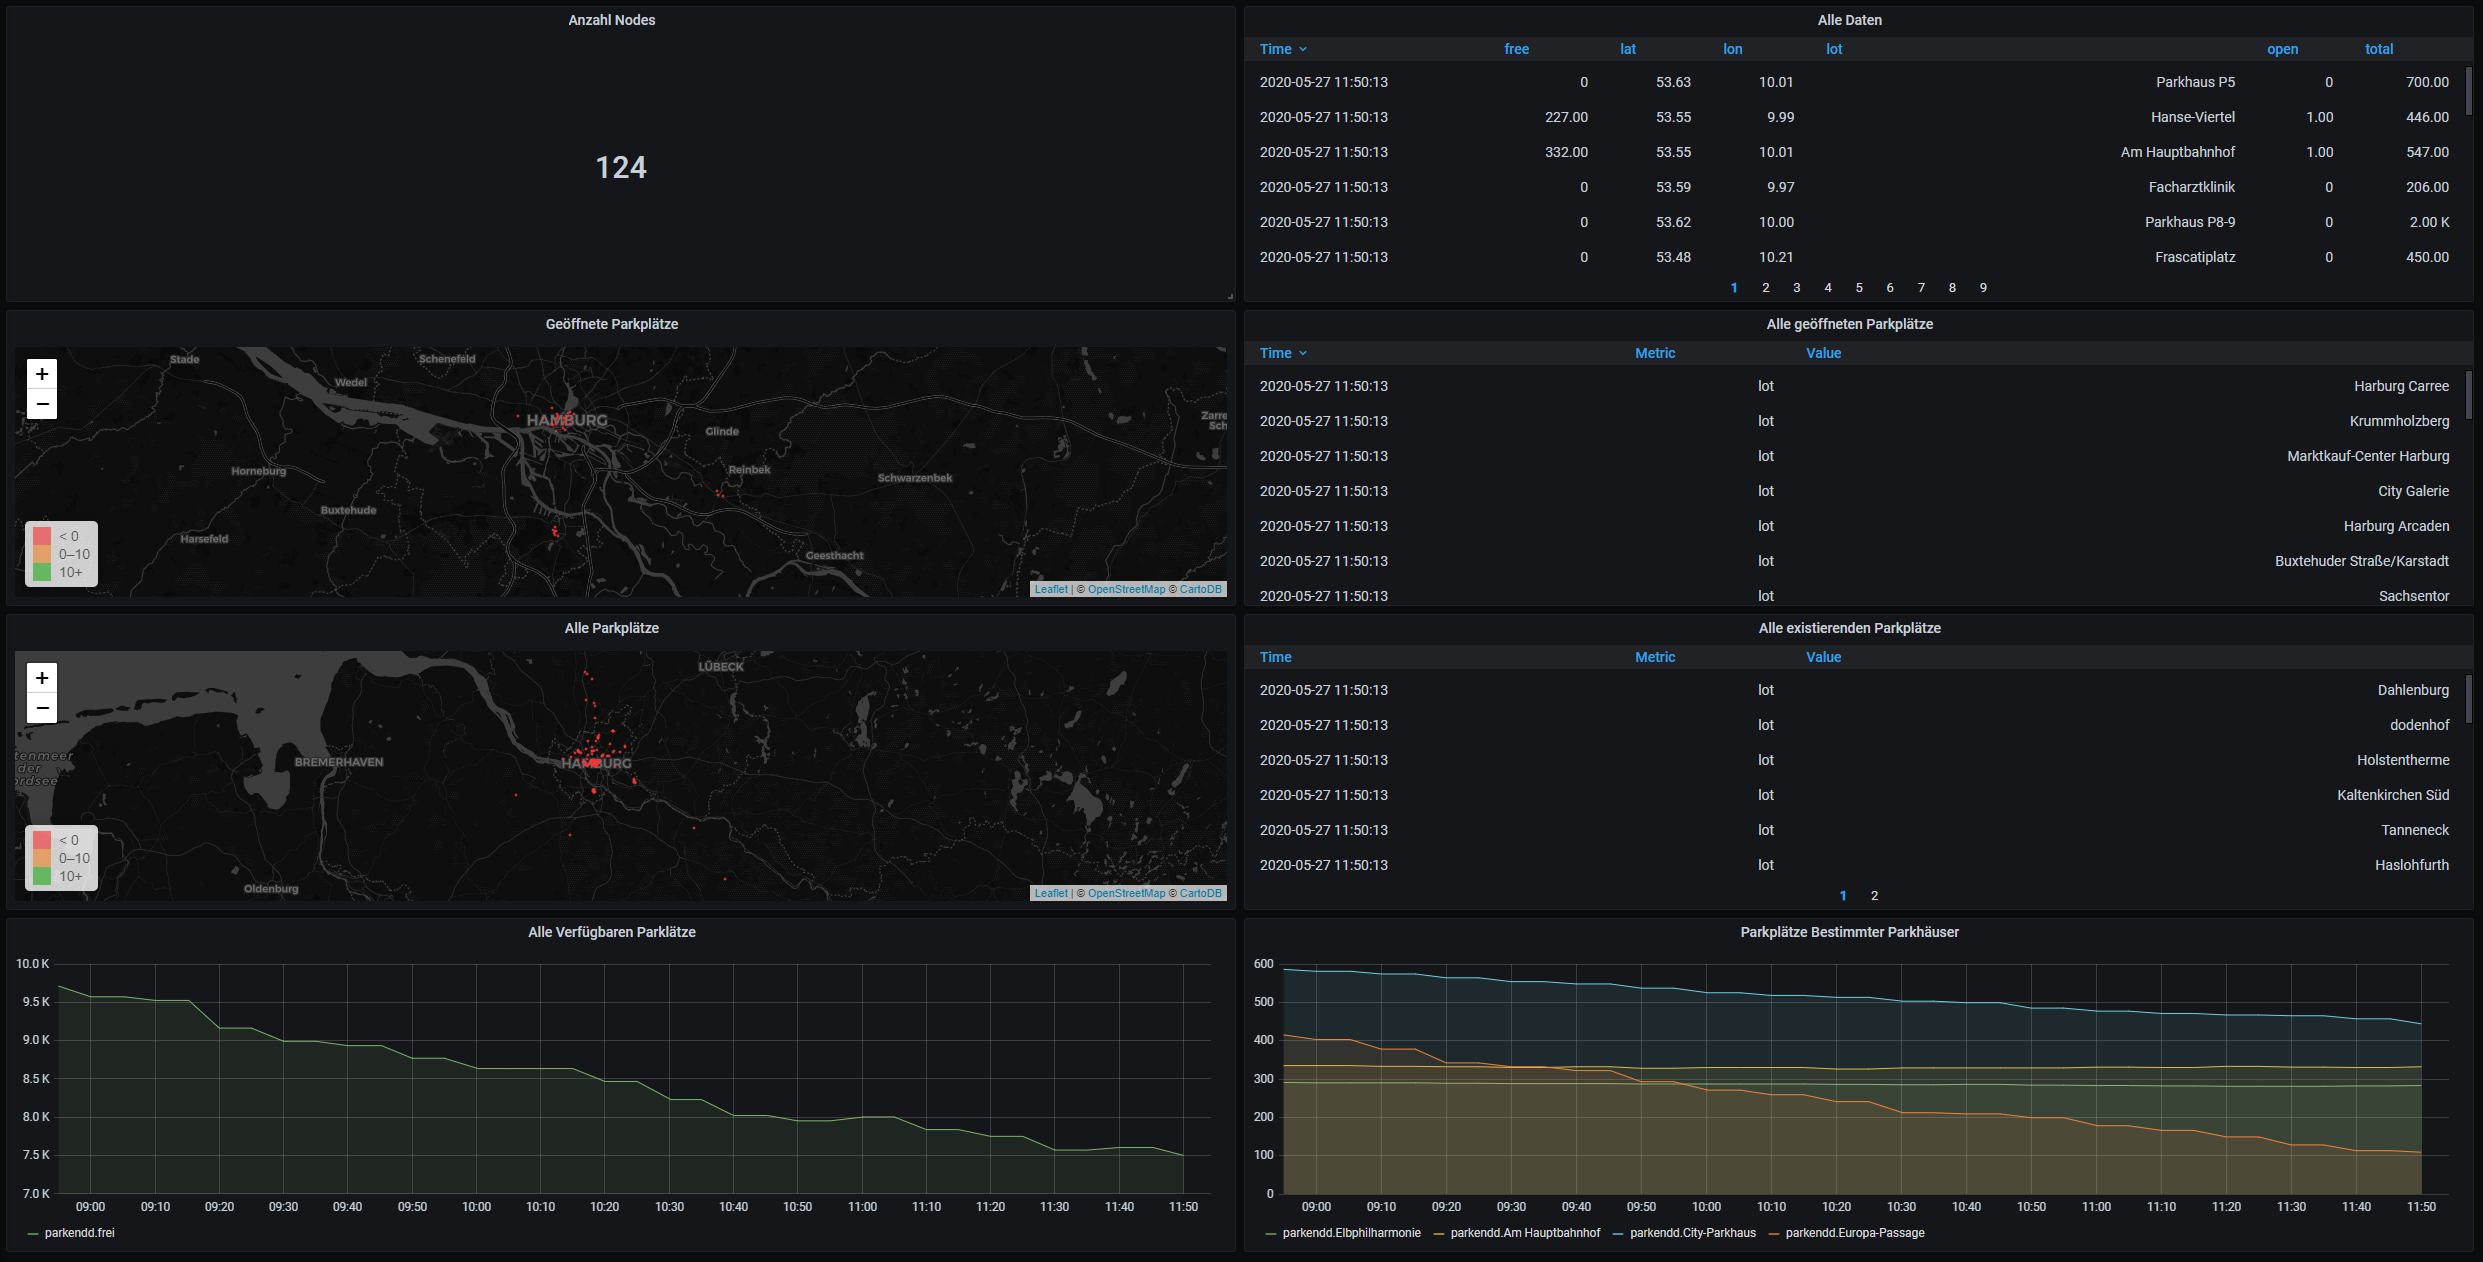 Anzahl Nodes
124
Alle Daten
Time free lat lon lot open total
2020-05-27 11:50:13 0 53.63 10.01 Parkhaus P5 0 700.00
2020-05-27 11:50:13 227.00 53.55 9.99 Hanse-Viertel 1.00 446.00
2020-05-27 11:50:13 332.00 53.55 10.01 Am Hauptbahnhof 1.00 547.00
2020-05-27 11:50:13 0 53.59 9.97 Facharztklinik 0 206.00
2020-05-27 11:50:13 0 53.62 10.00 Parkhaus P8-9 0 2.00 K
2020-05-27 11:50:13 0 53.48 10.21 Frascatiplatz 0 450.00
1 2 3 4 5 6 7 8 9
Geöffnete Parkplätze
+
−
Stade
Schenefeld
Wedel
HAMBURG
Zarre
Sch
Glinde
Horneburg
Reinbek
Schwarzenbek
Buxtehude
Harsefeld
Geesthacht
< 0
0–10
10+
Leaflet | © OpenStreetMap © CartoDB
Alle geöffneten Parkplätze
Time Metric Value
2020-05-27 11:50:13 lot Harburg Carree
2020-05-27 11:50:13 lot Krummholzberg
2020-05-27 11:50:13 lot Marktkauf-Center Harburg
2020-05-27 11:50:13 lot City Galerie
2020-05-27 11:50:13 lot Harburg Arcaden
2020-05-27 11:50:13 lot Buxtehuder Straße/Karstadt
2020-05-27 11:50:13 lot Sachsentor
Alle Parkplätze
+
−
LÜBECK
tenmeer
der
ordsee
BREMERHAVEN
HAMBURG
Oldenburg
< 0
0–10
10+
Leaflet | © OpenStreetMap © CartoDB
Alle existierenden Parkplätze
Time Metric Value
2020-05-27 11:50:13 lot Dahlenburg
2020-05-27 11:50:13 lot dodenhof
2020-05-27 11:50:13 lot Holstentherme
2020-05-27 11:50:13 lot Kaltenkirchen Süd
2020-05-27 11:50:13 lot Tanneneck
2020-05-27 11:50:13 lot Haslohfurth
1 2
Alle Verfügbaren Parklätze
10.0 K
9.5 K
9.0 K
8.5 K
8.0 K
7.5 K
7.0 K
09:00 09:10 09:20 09:30 09:40 09:50 10:00 10:10 10:20 10:30 10:40 10:50 11:00 11:10 11:20 11:30 11:40 11:50
parkendd.frei
Parkplätze Bestimmter Parkhäuser
600
500
400
300
200
100
0
09:00 09:10 09:20 09:30 09:40 09:50 10:00 10:10 10:20 10:30 10:40 10:50 11:00 11:10 11:20 11:30 11:40 11:50
parkendd.Elbphilharmonie parkendd.Am Hauptbahnhof parkendd.City-Parkhaus parkendd.Europa-Passage